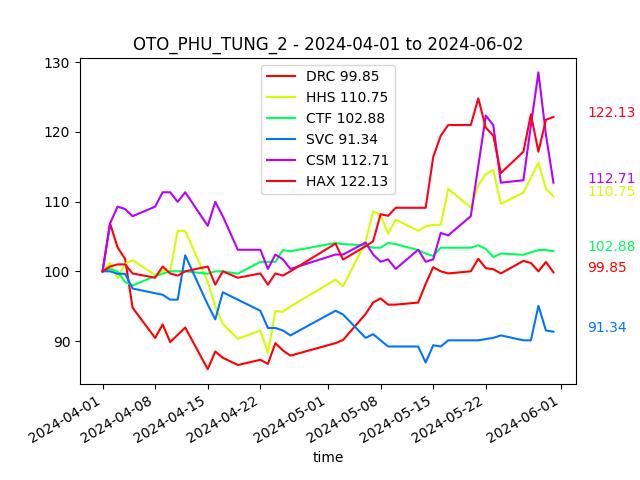 OTO_PHU_TUNG_2 - 2024-04-01 to 2024-06-02
130
120
110
100
90
DRC 99.85
HHS 110.75
CTF 102.88
SVC 91.34
CSM 112.71
HAX 122.13
122.13
112.71
110.75
102.88
99.85
91.34
2024-04-01
2024-04-08
2024-04-15
2024-04-22
2024-05-01
2024-05-08
2024-05-15
2024-05-22
2024-06-01
time